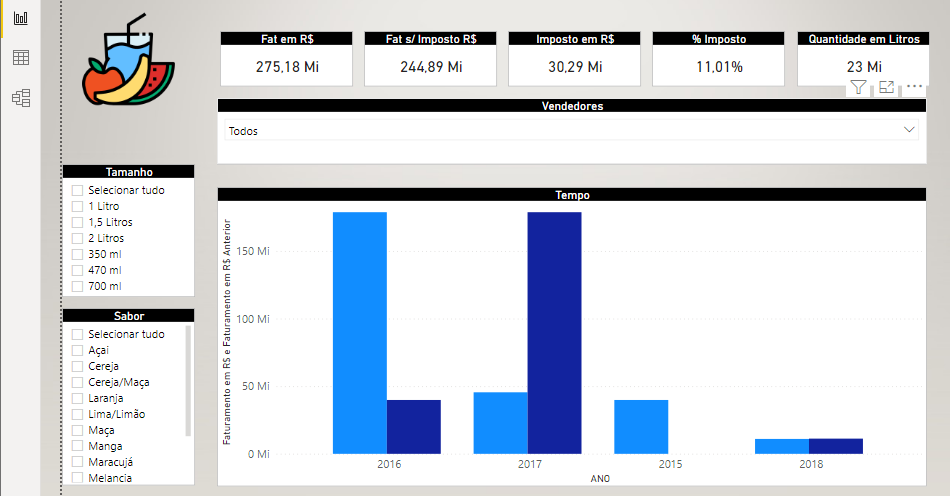 Fat em R$
275,18 Mi
Fat s/ Imposto R$
244,89 Mi
Imposto em R$
30,29 Mi
% Imposto
11,01%
Quantidade em Litros
23 Mi
Vendedores
Todos
Tamanho
Selecionar tudo
1 Litro
1,5 Litros
2 Litros
350 ml
470 ml
700 ml
Sabor
Selecionar tudo
Açaí
Cereja
Cereja/Maça
Laranja
Lima/Limão
Maça
Manga
Maracujá
Melancia
Tempo
Faturamento em R$ e Faturamento em R$ Anterior
150 Mi
100 Mi
50 Mi
0 Mi
2016
2017
2015
2018
ANO